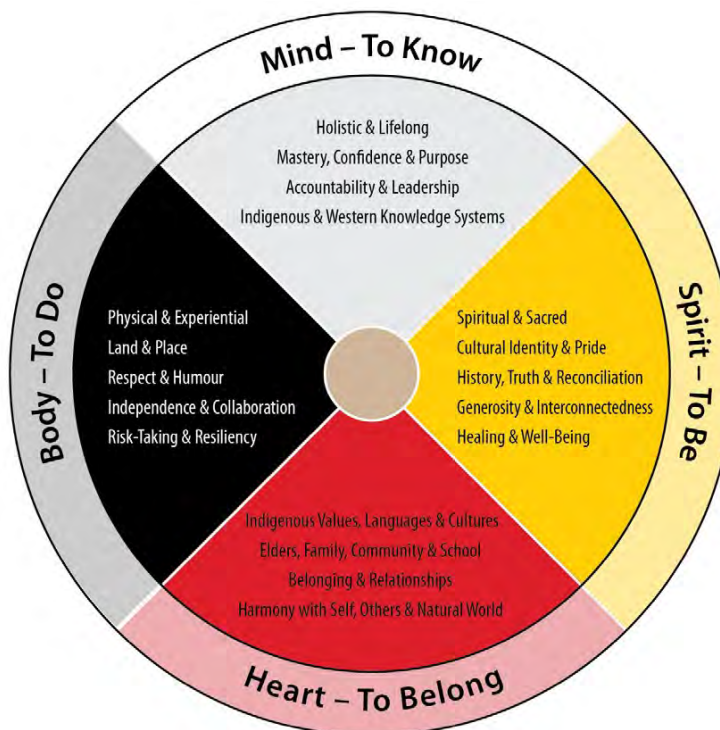 Mind – To Know
Holistic & Lifelong
Mastery, Confidence & Purpose
Accountability & Leadership
Indigenous & Western Knowledge Systems
Body – To Do
Physical & Experiential
Land & Place
Respect & Humour
Independence & Collaboration
Risk-Taking & Resiliency
Spirit – To Be
Spiritual & Sacred
Cultural Identity & Pride
History, Truth & Reconciliation
Generosity & Interconnectedness
Healing & Well-Being
Indigenous Values, Languages & Cultures
Elders, Family, Community & School
Belonging & Relationships
Harmony with Self, Others & Natural World
Heart – To Belong